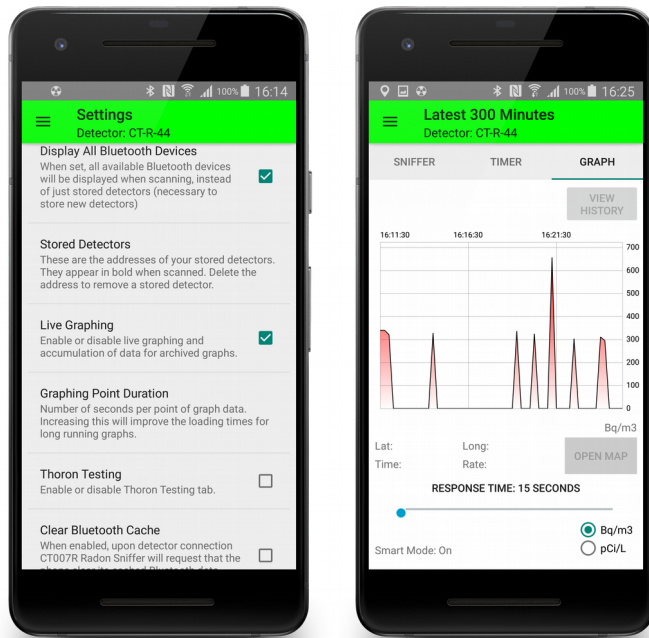 100% 16:14
Settings
Detector: CT-R-44
Display All Bluetooth Devices
When set, all available Bluetooth devices
will be displayed when scanning, instead
of just stored detectors (necessary to
store new detectors)
Stored Detectors
These are the addresses of your stored detectors.
They appear in bold when scanned. Delete the
address to remove a stored detector.
Live Graphing
Enable or disable live graphing and
accumulation of data for archived graphs.
Graphing Point Duration
Number of seconds per point of graph data.
Increasing this will improve the loading times for
long running graphs.
Thoron Testing
Enable or disable Thoron Testing tab.
Clear Bluetooth Cache
When enabled, upon detector connection
CT007R Radon Sniffer will request that the
phone clear its cached Bluetooth data
100% 16:25
Latest 300 Minutes
Detector: CT-R-44
SNIFFER TIMER GRAPH
VIEW
HISTORY
16:11:30 16:16:30 16:21:30
700
600
500
400
300
200
100
0
Bq/m3
Lat: Long:
Time: Rate:
OPEN MAP
RESPONSE TIME: 15 SECONDS
Bq/m3
Smart Mode: On pCi/L